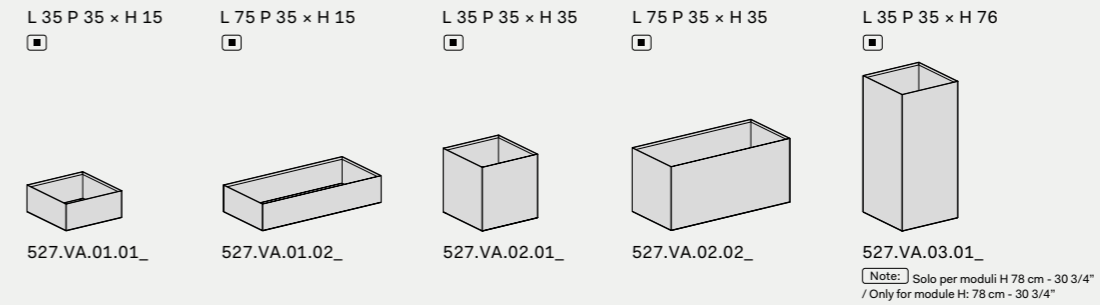 L 35 P 35 × H 15
L 75 P 35 × H 15
L 35 P 35 × H 35
L 75 P 35 × H 35
L 35 P 35 × H 76
527.VA.01.01_
527.VA.01.02_
527.VA.02.01_
527.VA.02.02_
527.VA.03.01_
Note: Solo per moduli H 78 cm - 30 3/4”
/ Only for module H: 78 cm - 30 3/4”